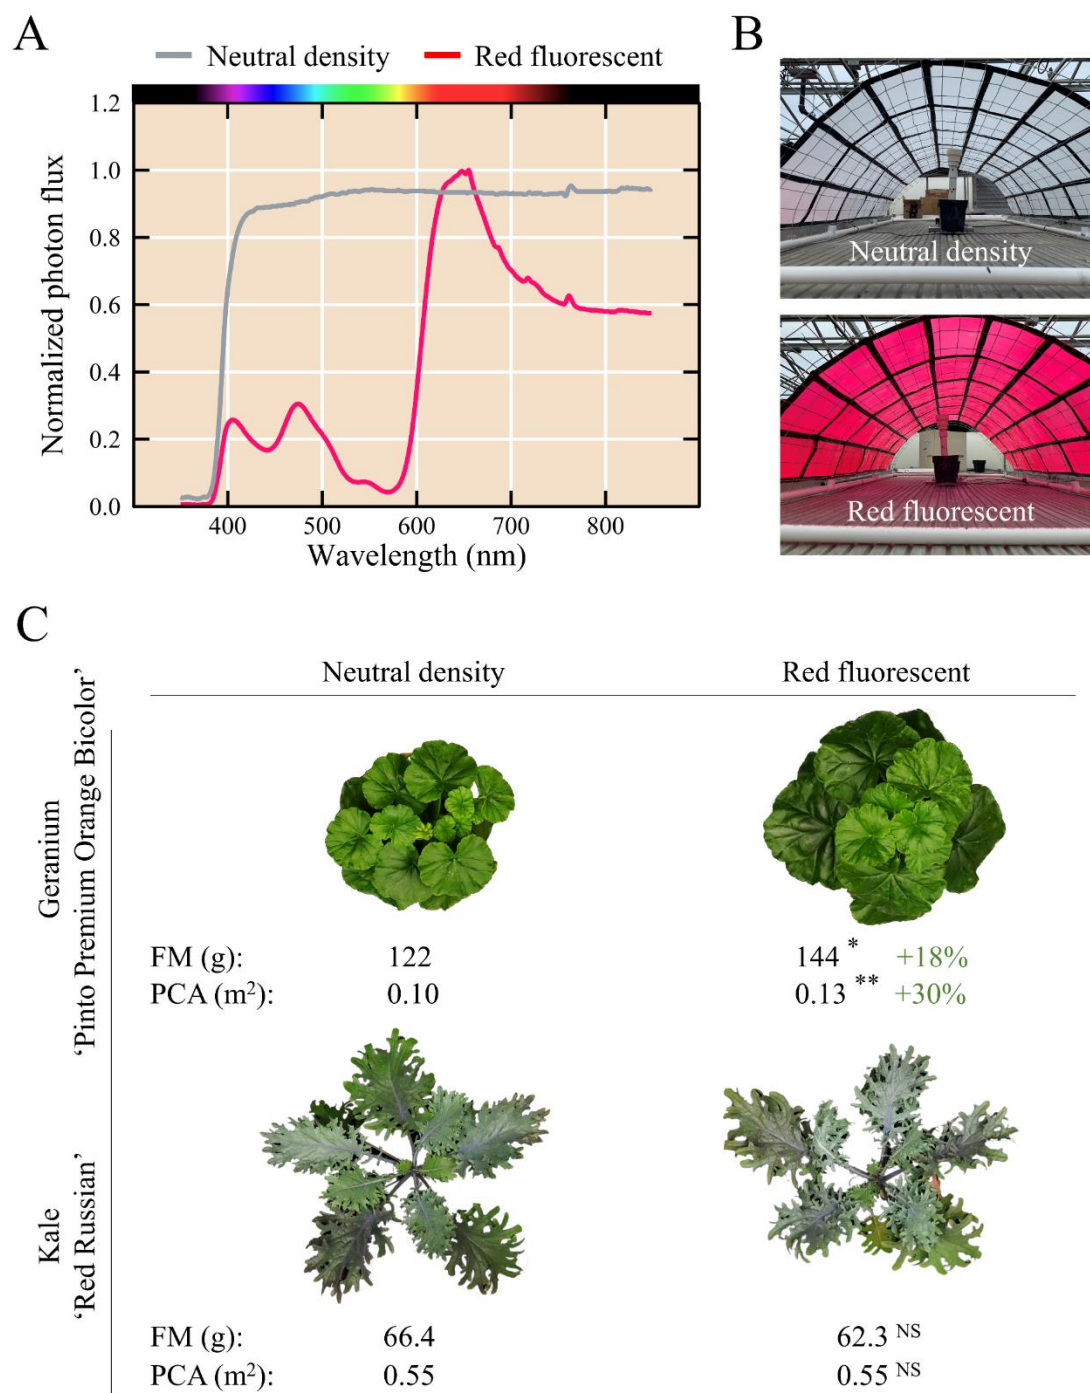 A
Neutral density
Red fluorescent
1.2
1.0
0.8
0.6
0.4
0.2
0.0
Normalized photon flux
400
500
600
700
800
Wavelength (nm)
B
Neutral density
Red fluorescent
C
Neutral density
Red fluorescent
Geranium
‘Pinto Premium Orange Bicolor’
FM (g): 122 144 * +18%
PCA (m²): 0.10 0.13 ** +30%
Kale
‘Red Russian’
FM (g): 66.4 62.3 NS
PCA (m²): 0.55 0.55 NS